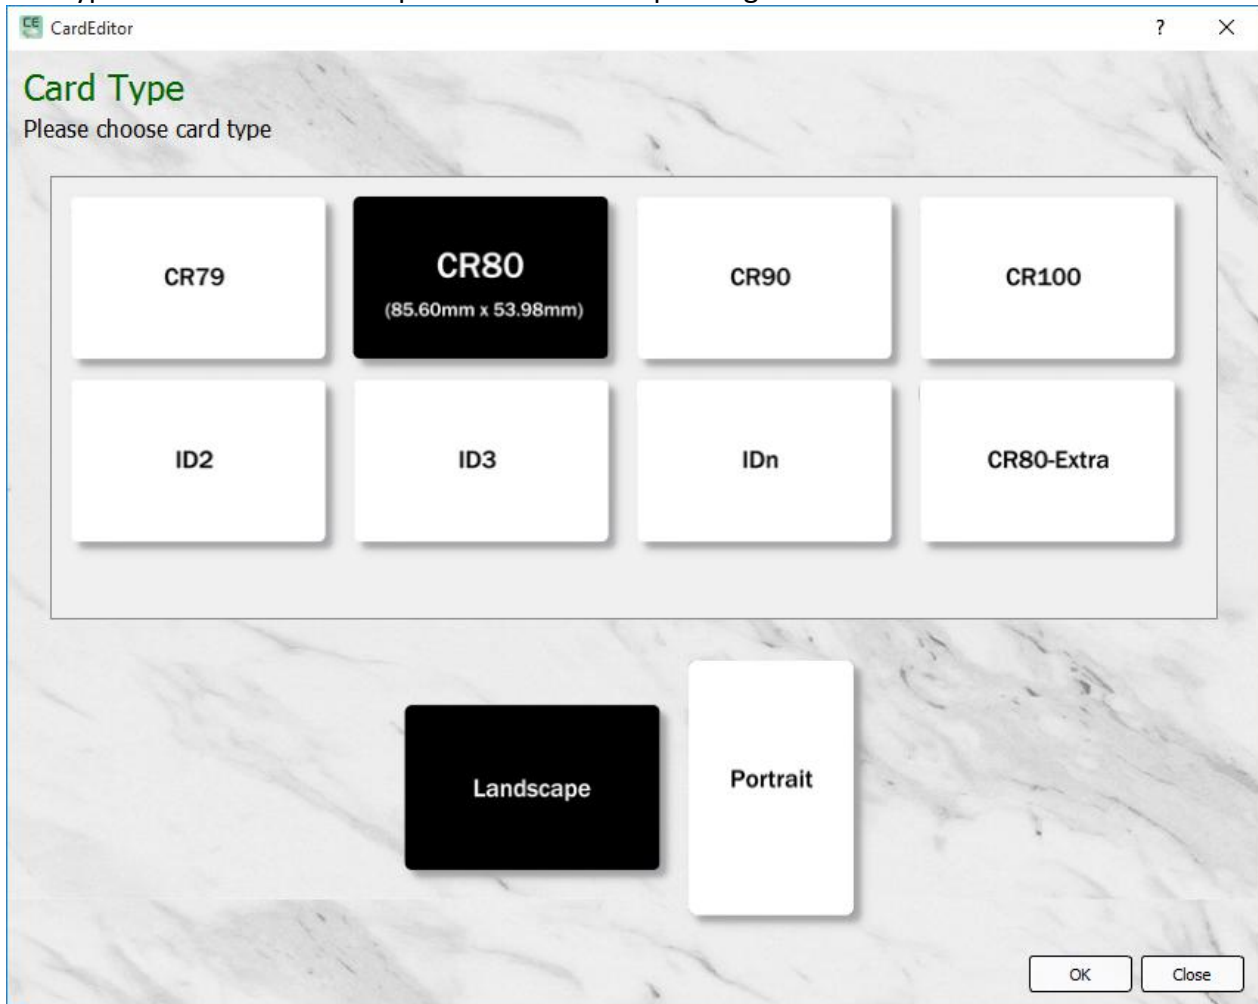 CE CardEditor ?
Card Type
Please choose card type
CR79
CR80
(85.60mm x 53.98mm)
CR90
CR100
ID2
ID3
IDn
CR80-Extra
Landscape
Portrait
OK
Close